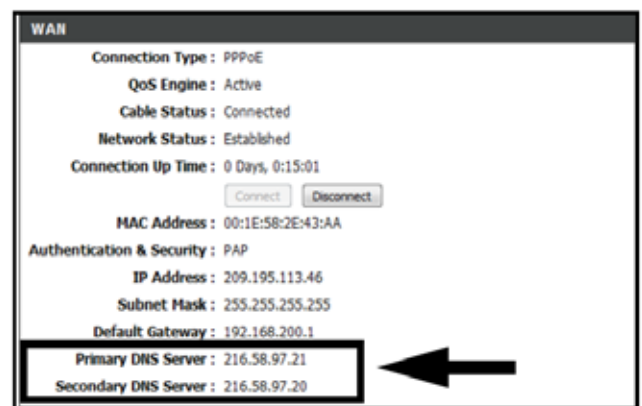 WAN
Connection Type : PPPoE
QoS Engine : Active
Cable Status : Connected
Network Status : Established
Connection Up Time : 0 Days, 0:15:01
Connect Disconnect
MAC Address : 00:1E:58:2E:43:AA
Authentication & Security : PAP
IP Address : 209.195.113.46
Subnet Mask : 255.255.255.255
Default Gateway : 192.168.200.1
Primary DNS Server : 216.58.97.21
Secondary DNS Server : 216.58.97.20